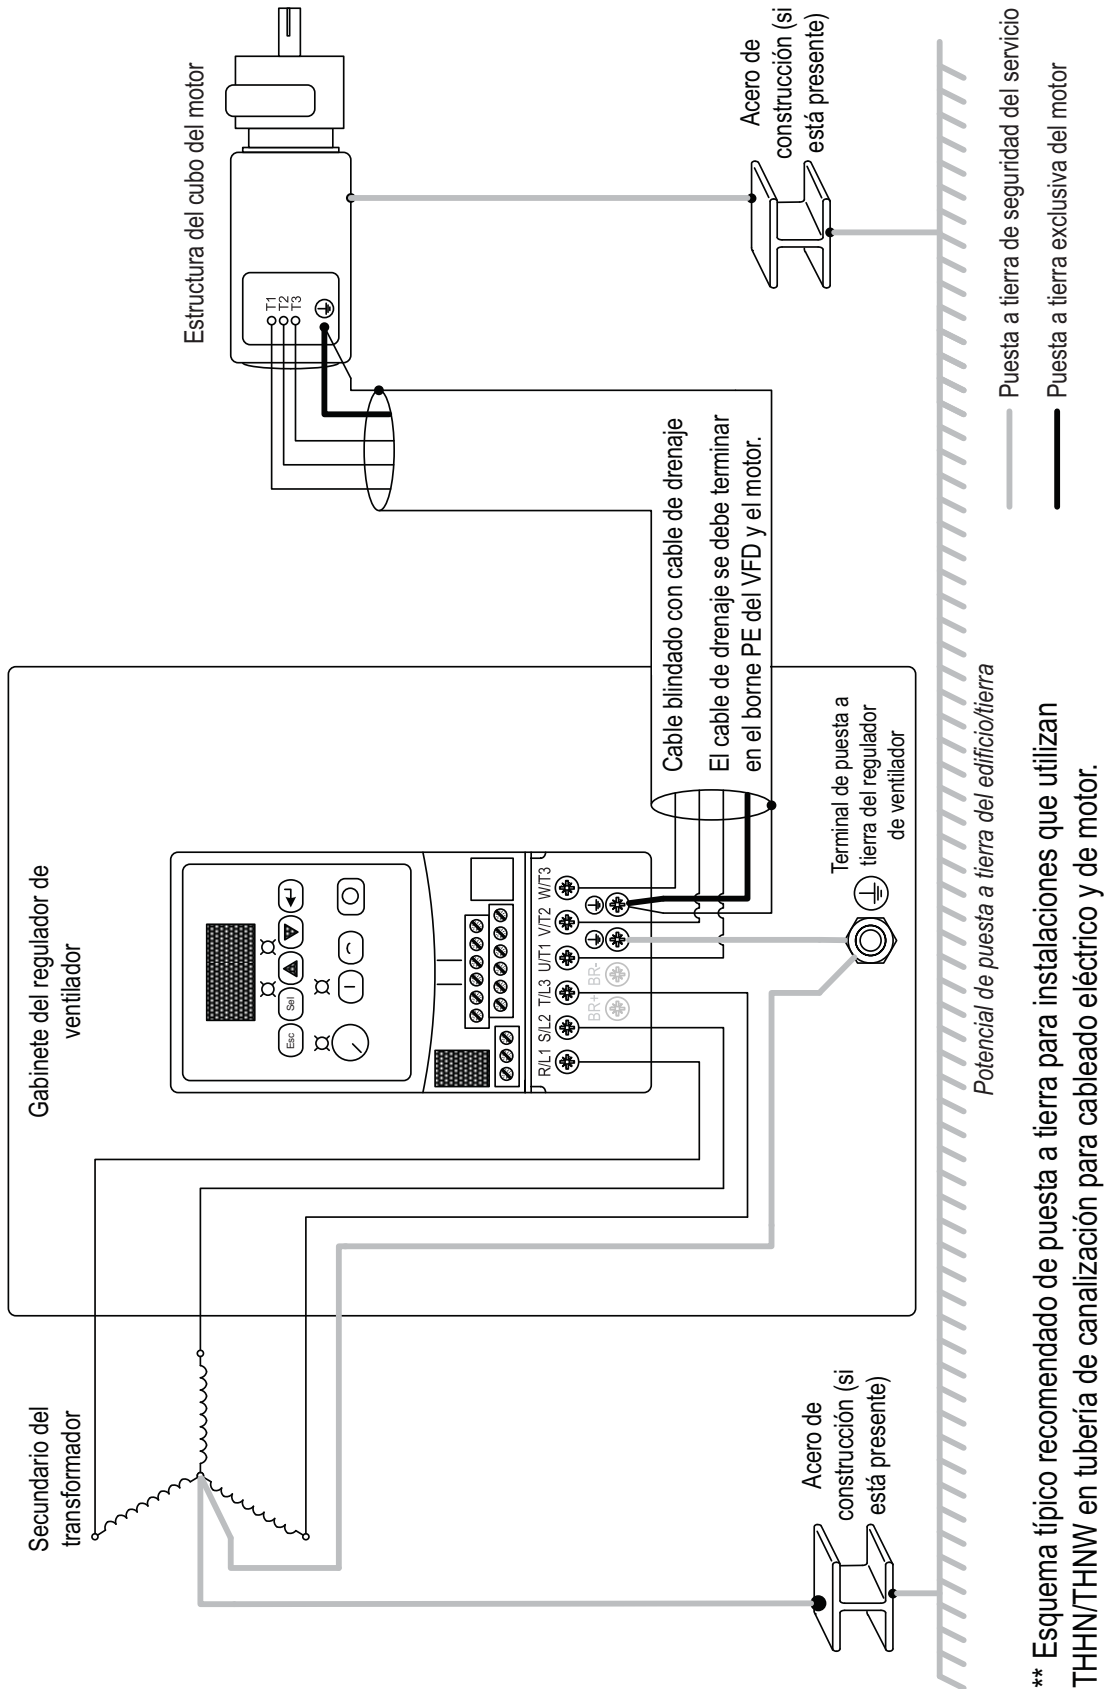 Secundario del
transformador
Gabinete del regulador de
ventilador
Estructura del cubo del motor
Esc
Sel
R/L1 S/L2 T/L3 U/T1 V/T2 W/T3
BR+ BR-
T1
T2
T3
Cable blindado con cable de drenaje
El cable de drenaje se debe terminar
en el borne PE del VFD y el motor.
Terminal de puesta a
tierra del regulador
de ventilador
Acero de
construcción (si
está presente)
Acero de
construcción (si
está presente)
Potencial de puesta a tierra del edificio/tierra
Puesta a tierra de seguridad del servicio
Puesta a tierra exclusiva del motor
** Esquema típico recomendado de puesta a tierra para instalaciones que utilizan
THHN/THNW en tubería de canalización para cableado eléctrico y de motor.